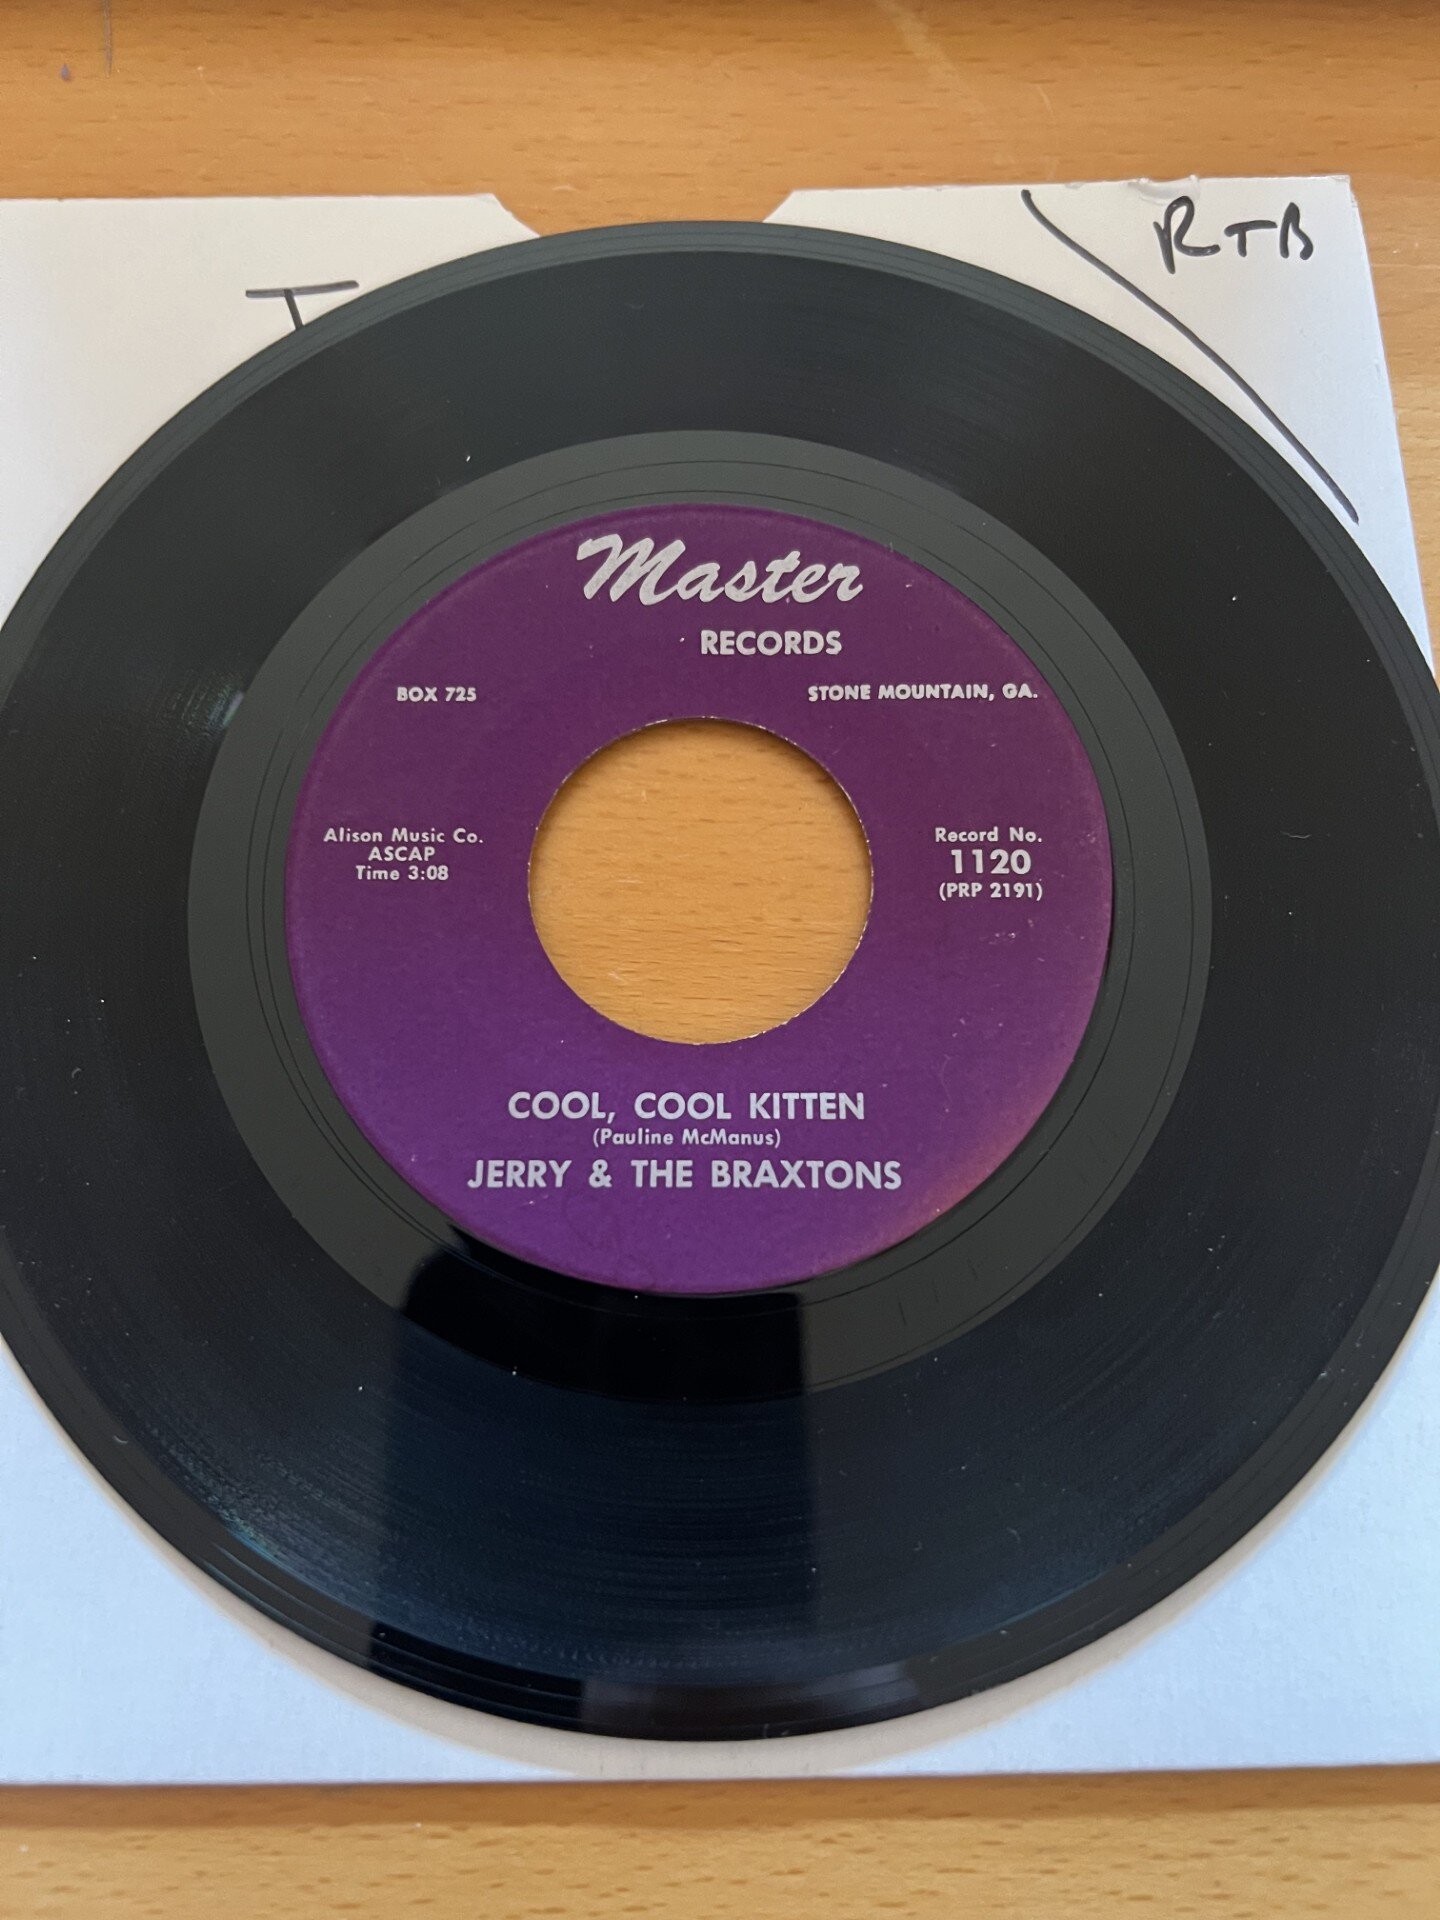 RTB
T
Master
RECORDS
BOX 725
STONE MOUNTAIN, GA.
Alison Music Co.
ASCAP
Time 3:08
Record No.
1120
(PRP 2191)
COOL, COOL KITTEN
(Pauline McManus)
JERRY & THE BRAXTONS